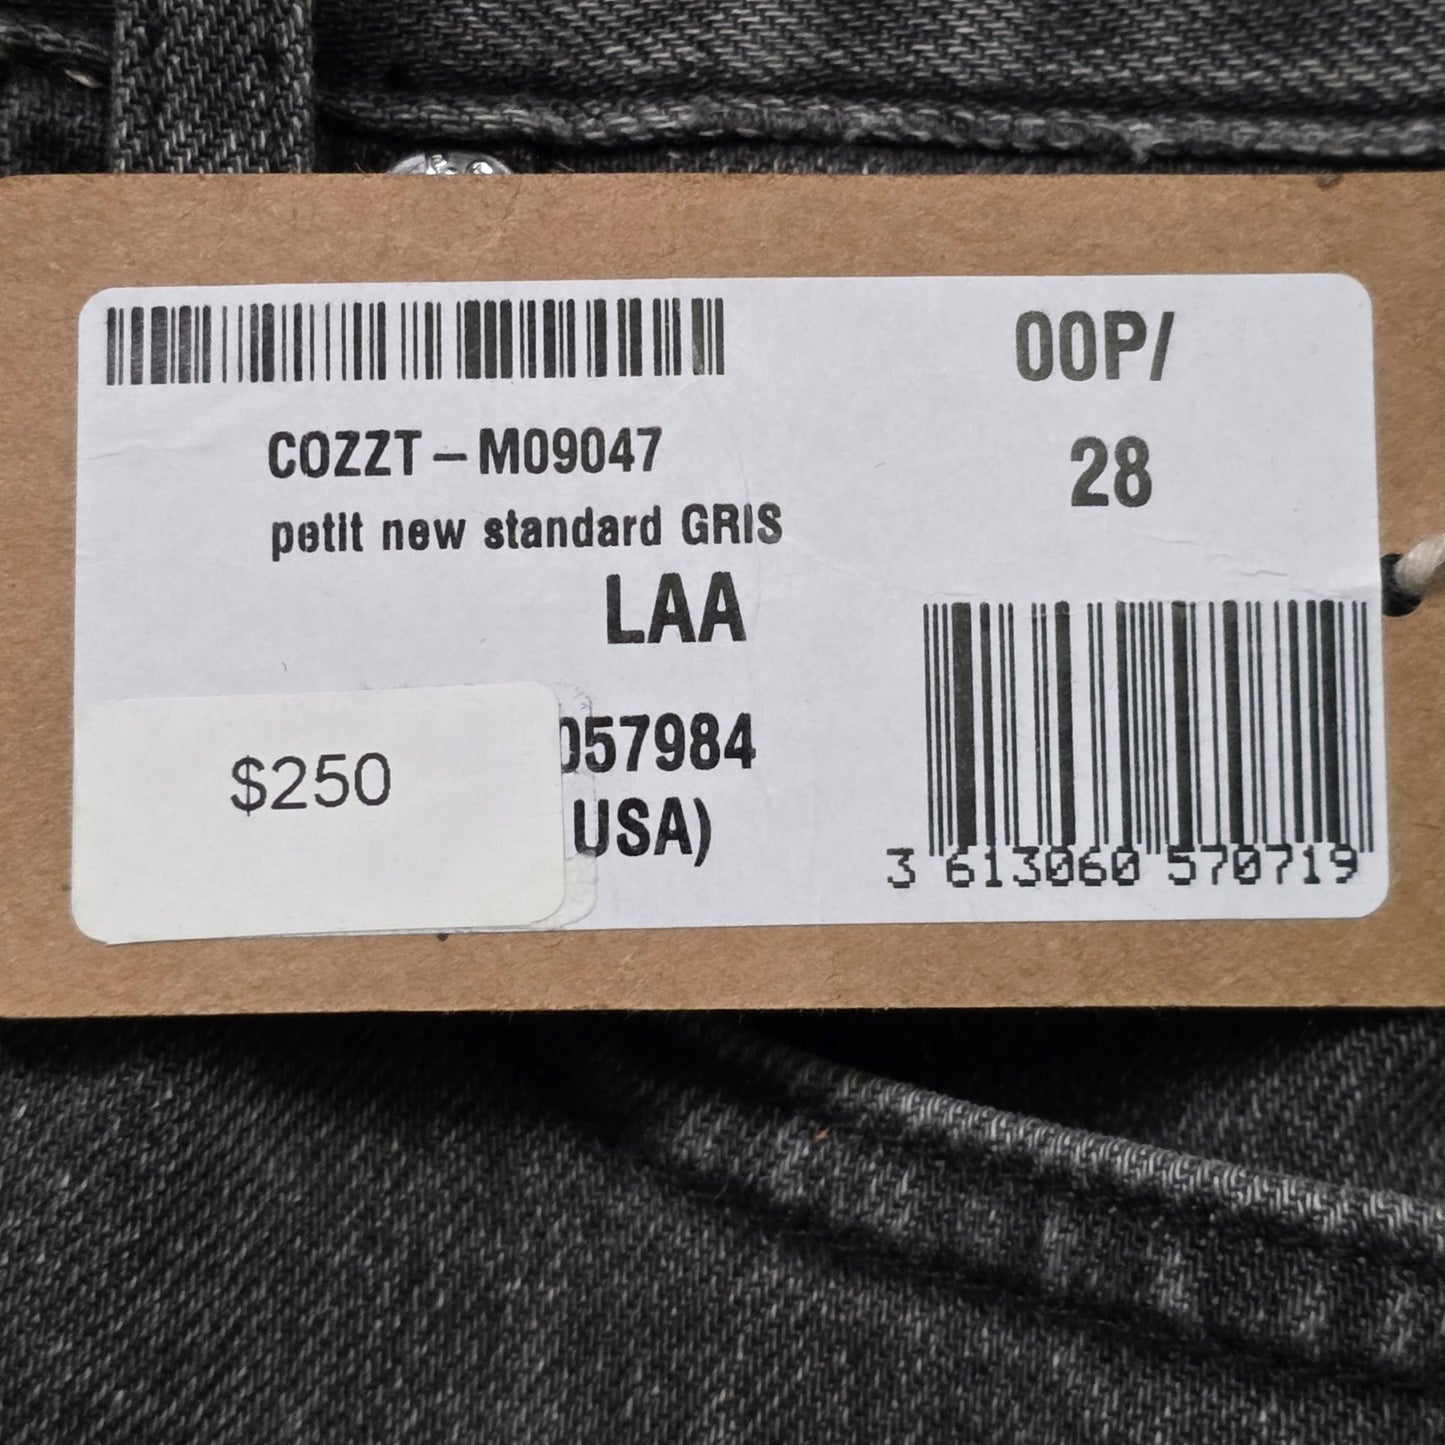 COZZT – M09047
petit new standard GRIS
LAA
057984
USA)
$250
00P/
28
3 613060 570719